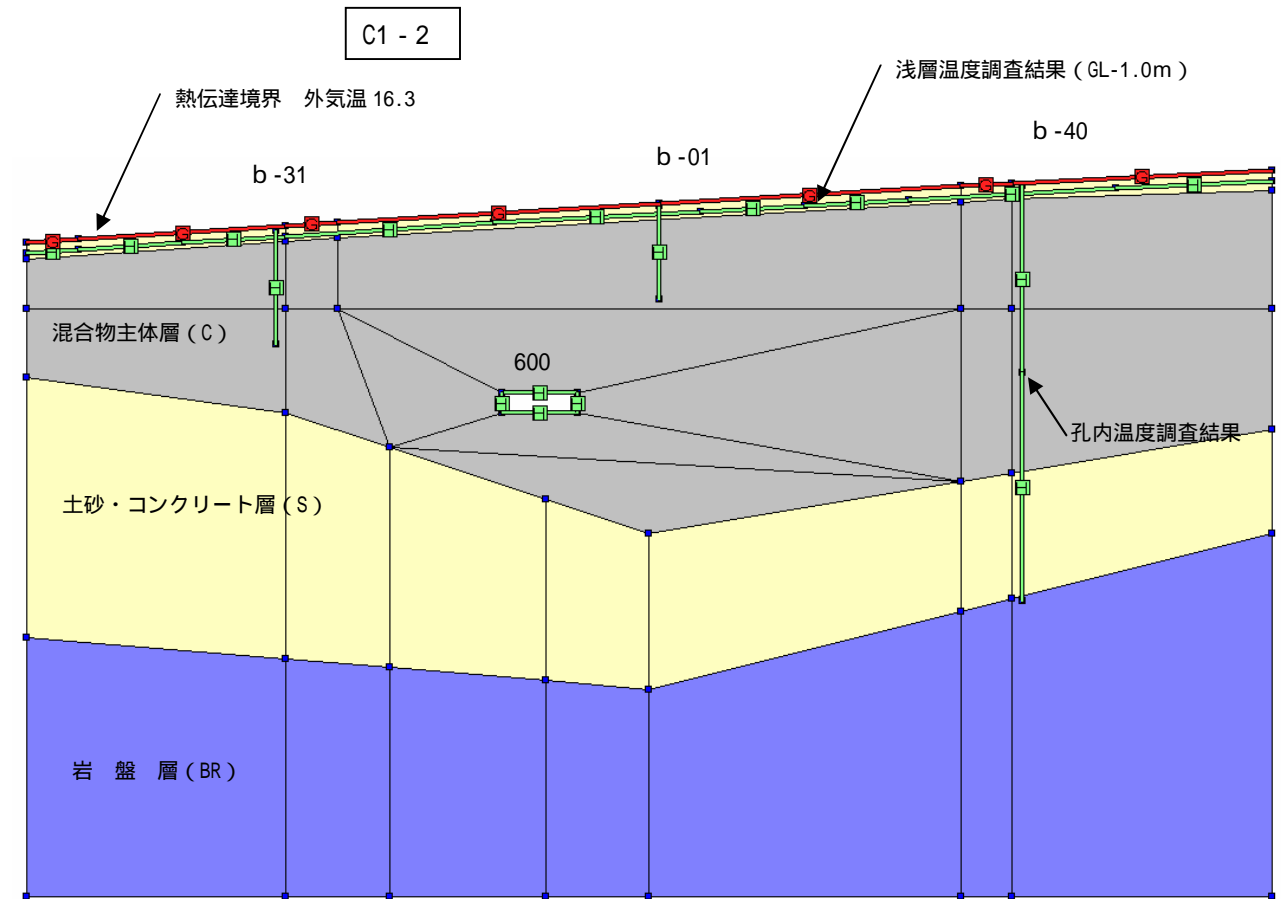 C1 - 2
浅層温度調査結果(GL-1.0m)
熱伝達境界 外気温 16.3
b -40
b -01
b -31
G G G G G G G
H H H H H H H H H
H H H
混合物主体層(C)
600
H
H H
H
孔内温度調査結果
H
土砂・コンクリート層(S)
岩 盤 層(BR)